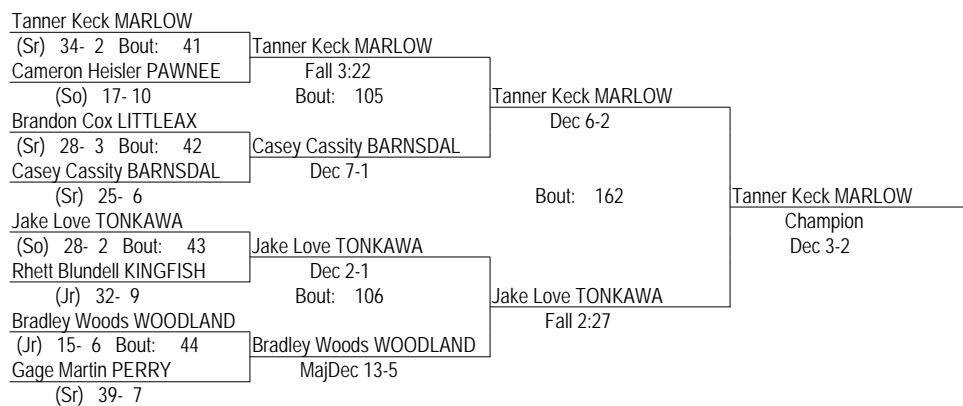 Tanner Keck MARLOW
(Sr) 34- 2 Bout: 41
Cameron Heisler PAWNEE
(So) 17- 10
Brandon Cox LITTLEAX
(Sr) 28- 3 Bout: 42
Casey Cassity BARNSDAL
(Sr) 25- 6
Jake Love TONKAWA
(So) 28- 2 Bout: 43
Rhett Blundell KINGFISH
(Jr) 32- 9
Bradley Woods WOODLAND
(Jr) 15- 6 Bout: 44
Gage Martin PERRY
(Sr) 39- 7
Tanner Keck MARLOW
Fall 3:22
Bout: 105
Casey Cassity BARNSDAL
Dec 7-1
Jake Love TONKAWA
Dec 2-1
Bout: 106
Bradley Woods WOODLAND
MajDec 13-5
Tanner Keck MARLOW
Dec 6-2
Bout: 162
Jake Love TONKAWA
Fall 2:27
Tanner Keck MARLOW
Champion
Dec 3-2